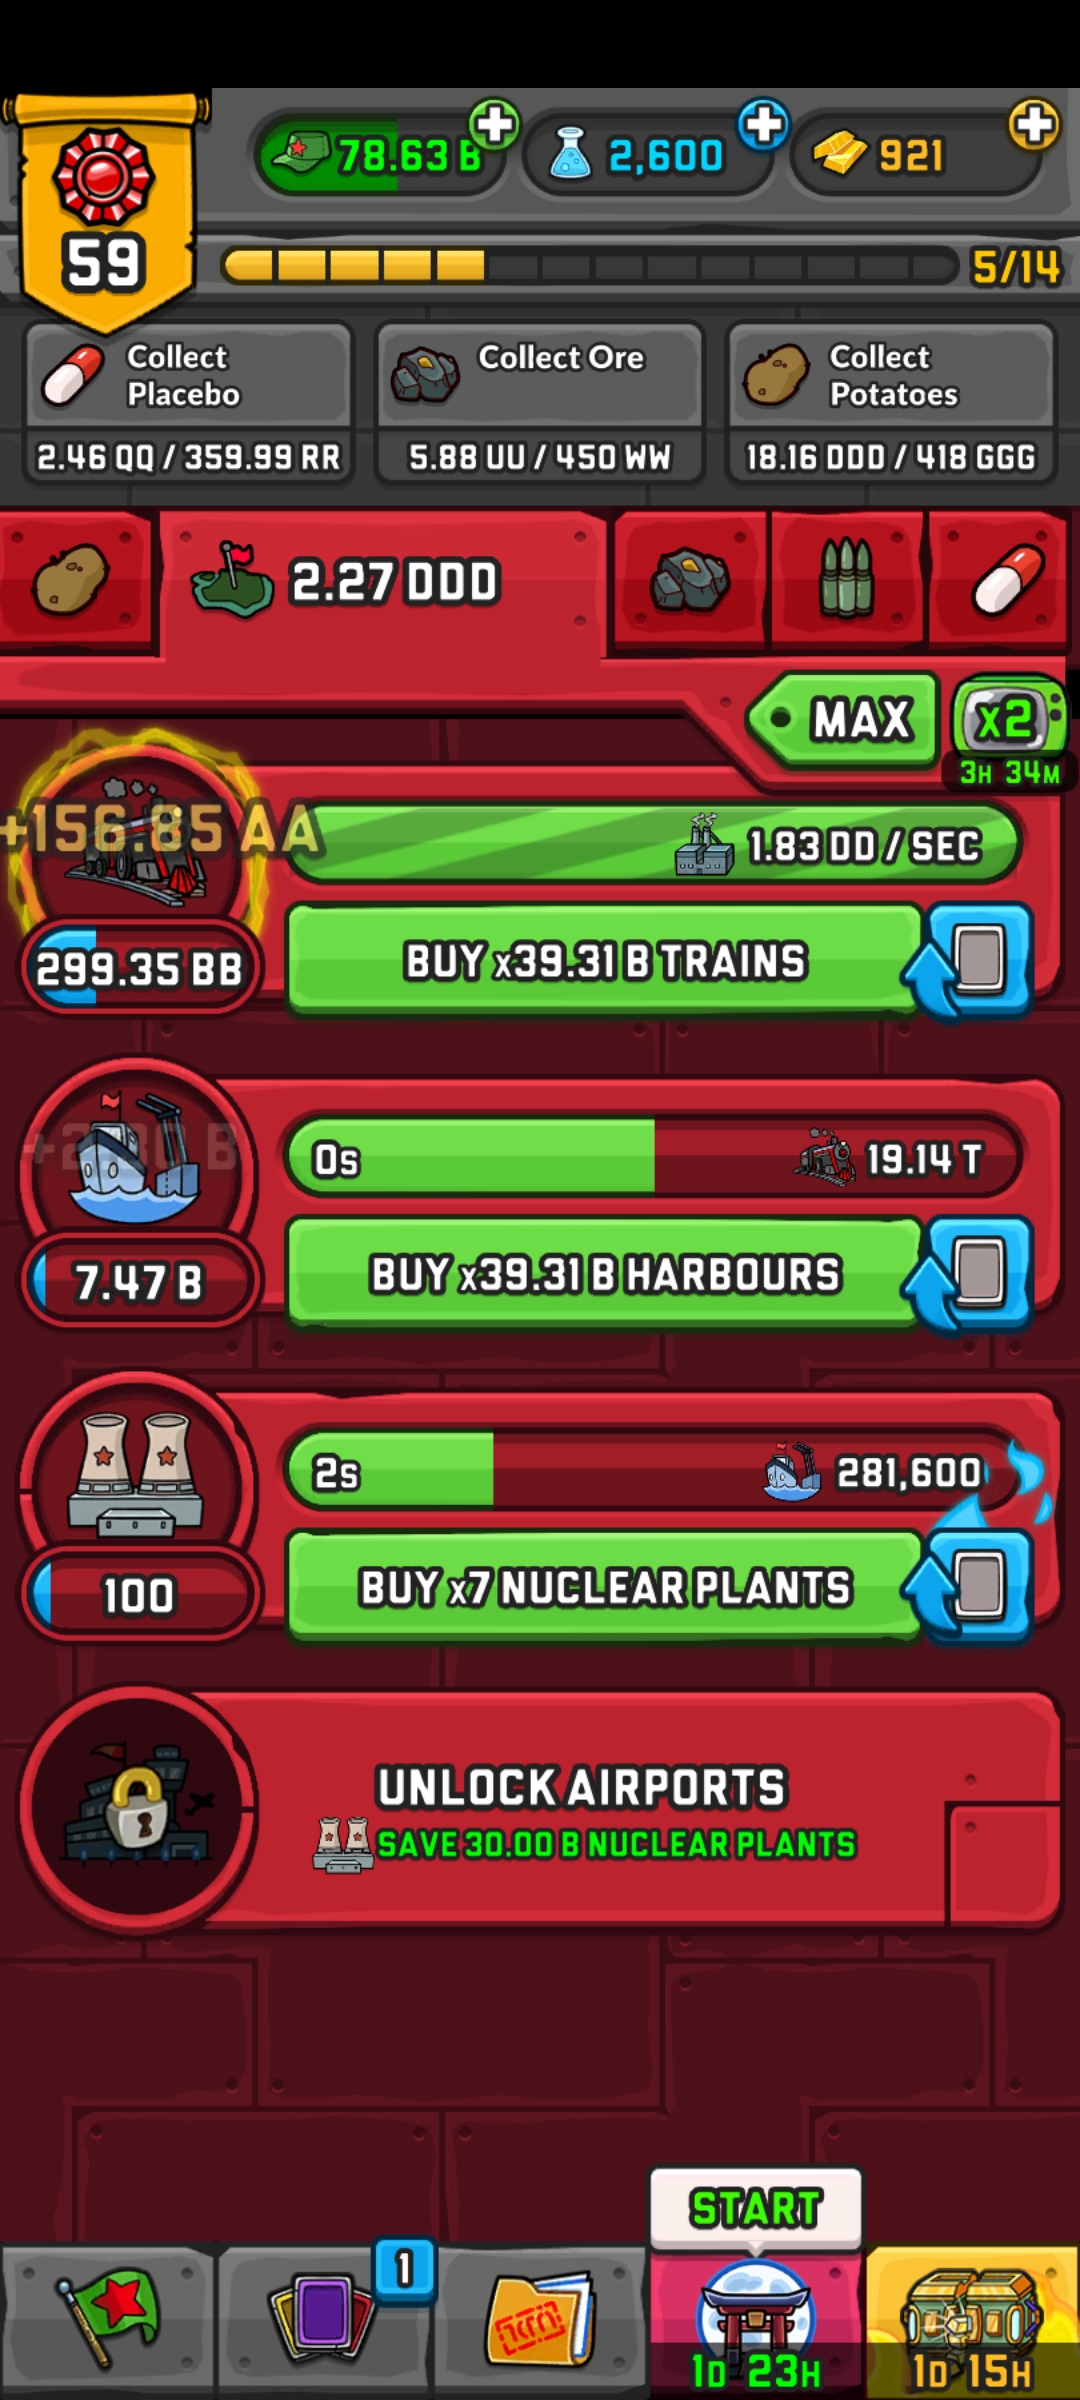 59
78.63 B
2,600
921
5/14
Collect
Placebo
2.46 QQ / 359.99 RR
Collect Ore
5.88 UU / 450 WW
Collect
Potatoes
18.16 DDD / 418 GGG
2.27 DDD
MAX
x2
3H 34M
+156.85 AA
1.83 DD / SEC
299.35 BB
BUY x39.31 B TRAINS
0s
19.14 T
7.47 B
BUY x39.31 B HARBOURS
2s
281,600
100
BUY x7 NUCLEAR PLANTS
UNLOCK AIRPORTS
SAVE 30.00 B NUCLEAR PLANTS
START
1
1D 23H
1D 15H